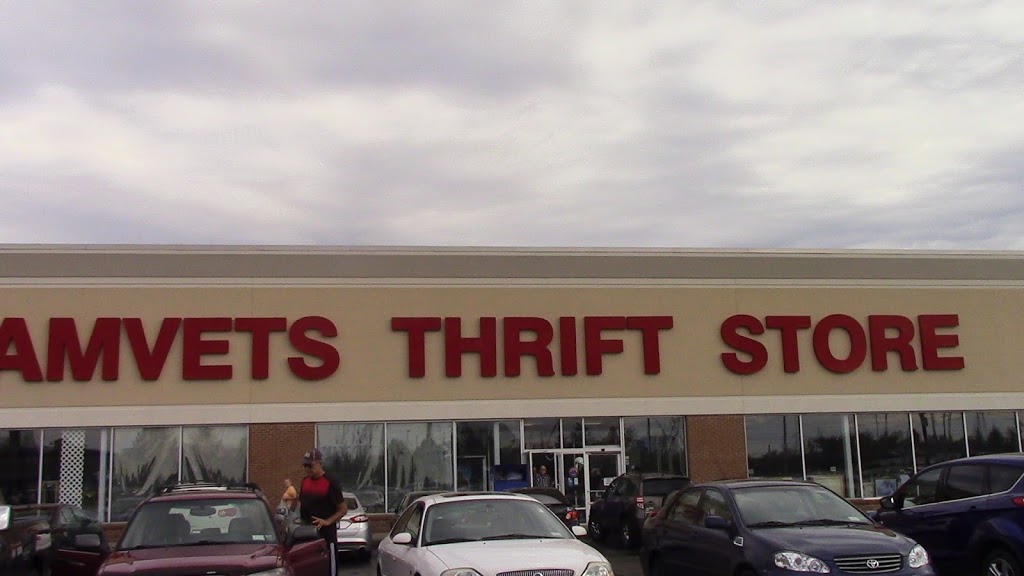 AMVETS THRIFT STORE